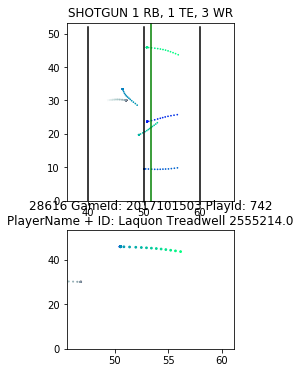 SHOTGUN 1 RB, 1 TE, 3 WR
50
40
30
20
10
0
40 50 60
28616 GameId: 2017101503 PlayId: 742
PlayerName + ID: Laquon Treadwell 2555214.0
40
20
0
50 55 60